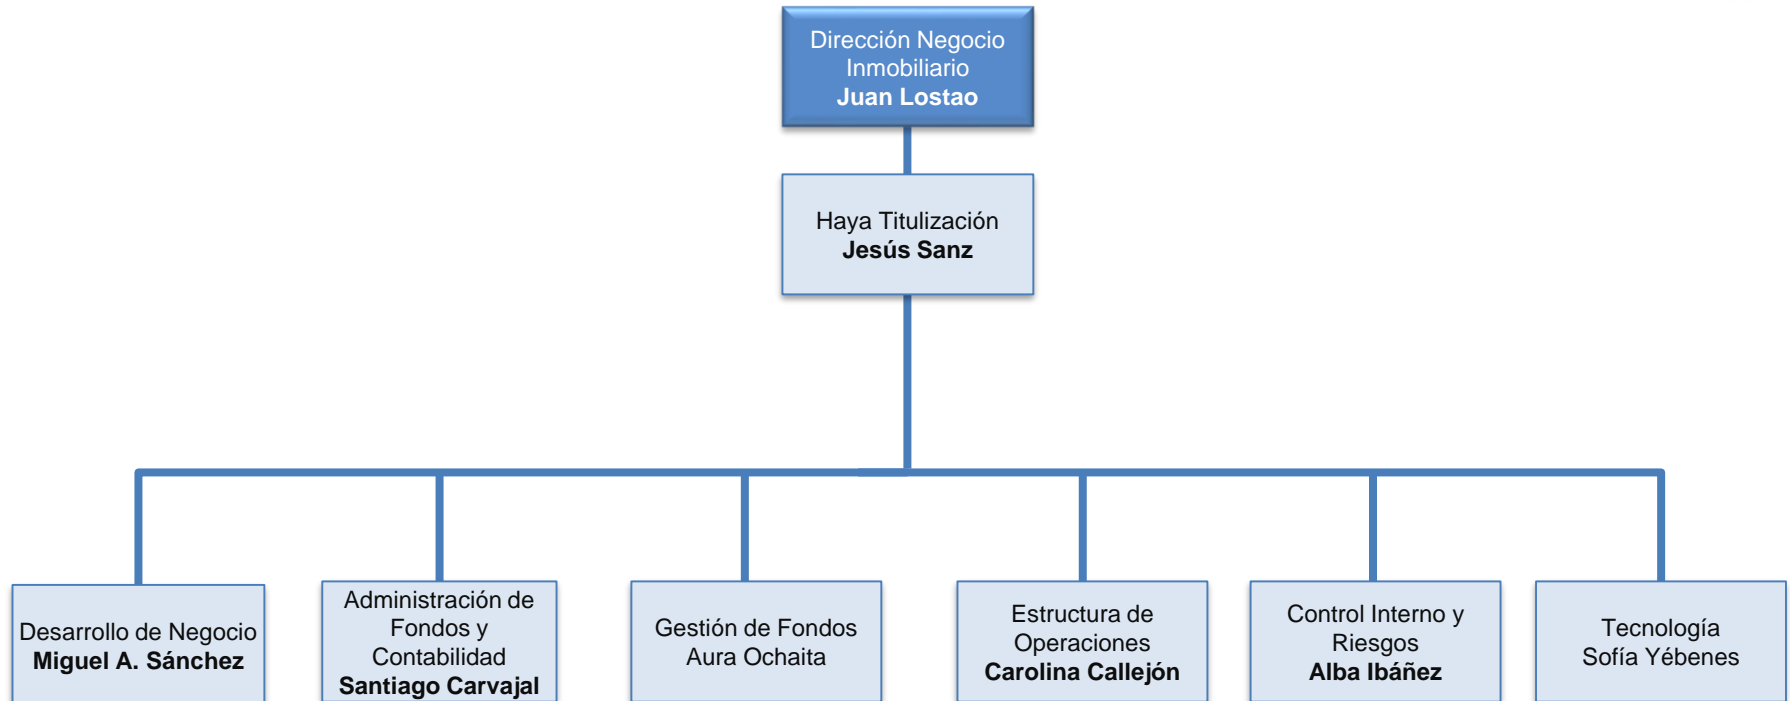 Dirección Negocio
Inmobiliario
Juan Lostao
Haya Titulización
Jesús Sanz
Desarrollo de Negocio
Miguel A. Sánchez
Administración de
Fondos y
Contabilidad
Santiago Carvajal
Gestión de Fondos
Aura Ochaita
Estructura de
Operaciones
Carolina Callejón
Control Interno y
Riesgos
Alba Ibáñez
Tecnología
Sofía Yébenes